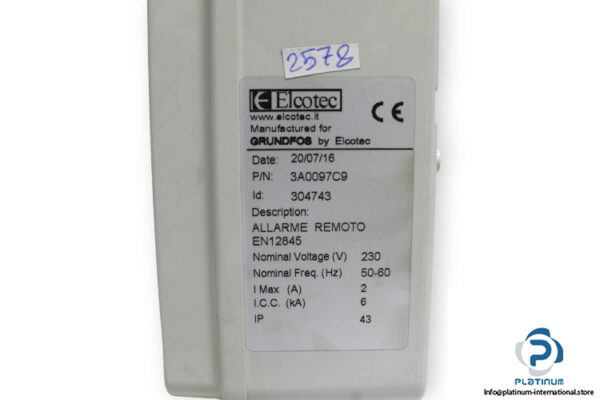 2578
E Elcotec
www.elcotec.it
CE
Manufactured for
GRUNDFOS by Elcotec
Date: 20/07/16
P/N: 3A0097C9
Id: 304743
Description:
ALLARME REMOTO
EN12845
Nominal Voltage (V) 230
Nominal Freq. (Hz) 50-60
I Max (A) 2
I.C.C. (kA) 6
IP 43
PLATINUM
http://platinum-international.store